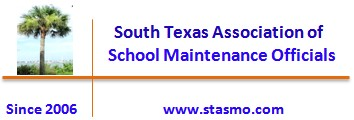 South Texas Association of
School Maintenance Officials
Since 2006
www.stasmo.com